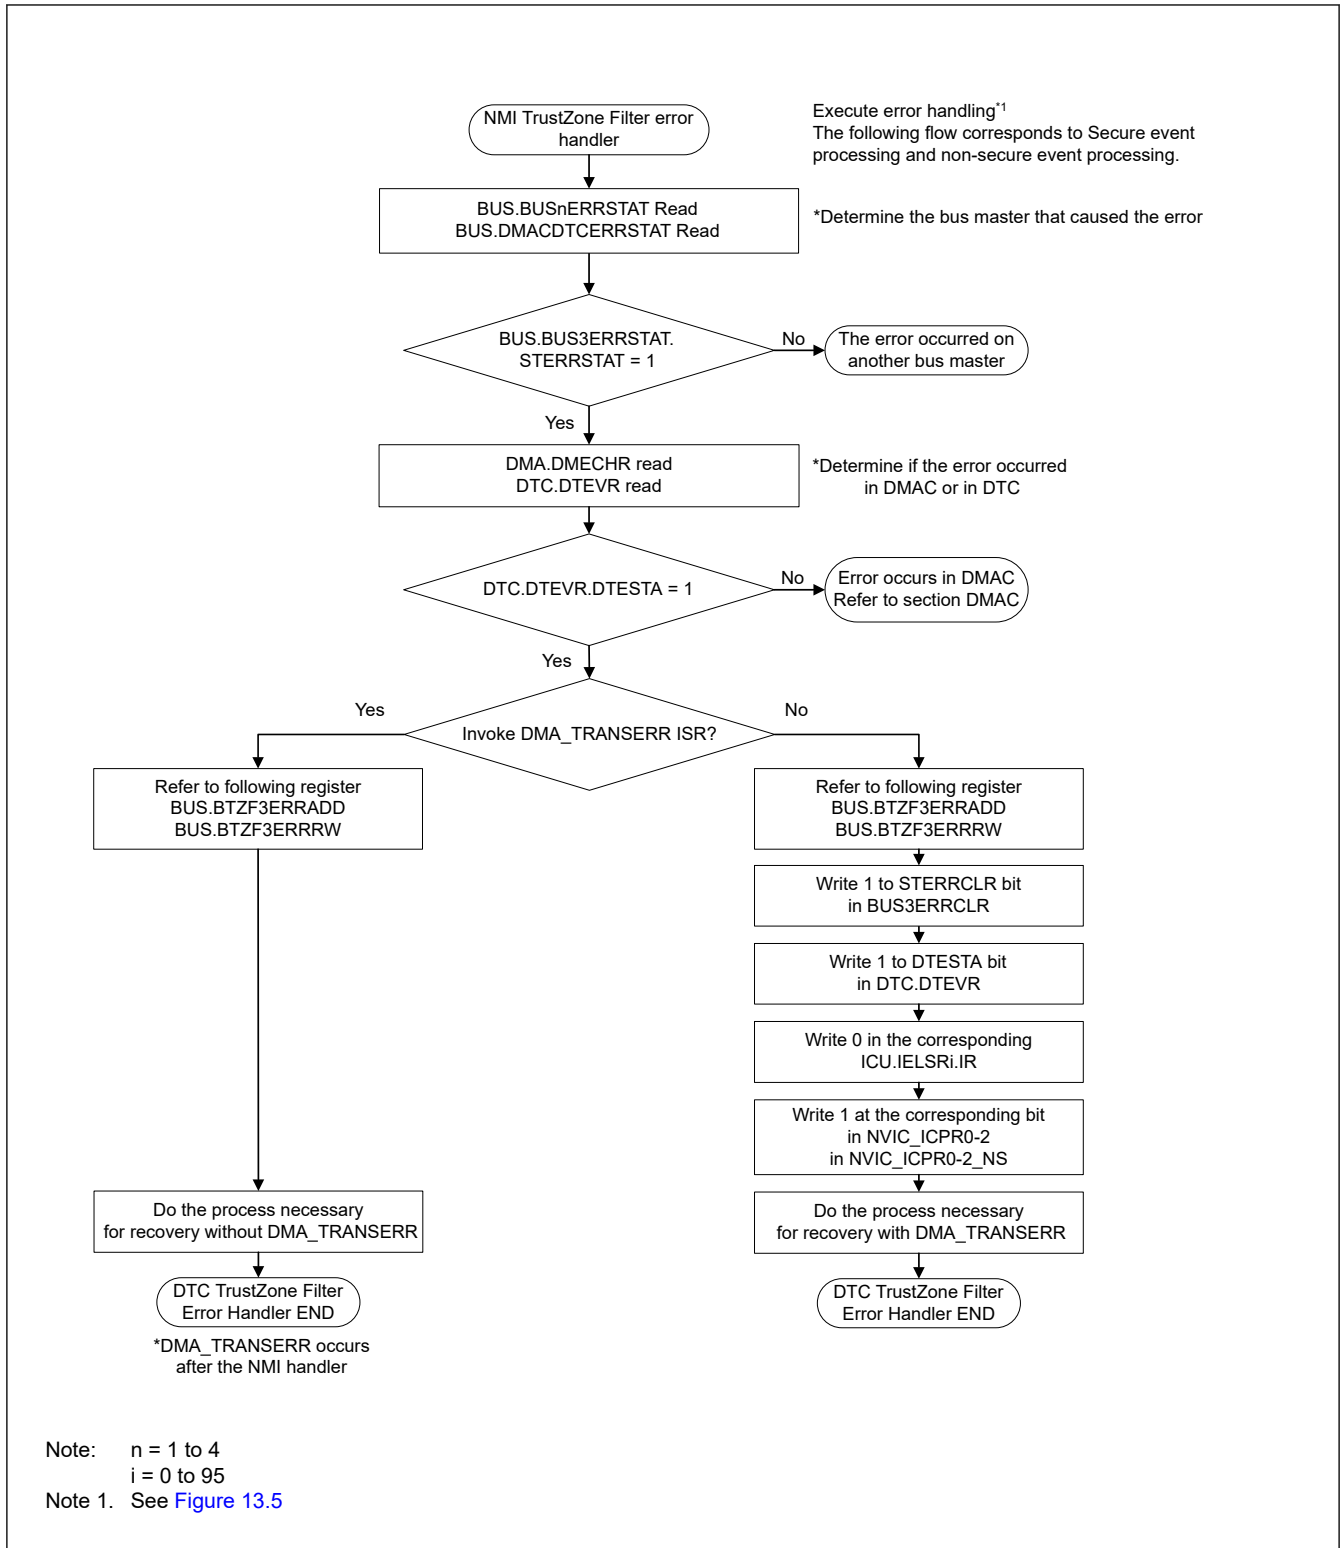 NMI TrustZone Filter error
handler
Execute error handling*1
The following flow corresponds to Secure event
processing and non-secure event processing.
BUS.BUSnERRSTAT Read
BUS.DMACDTCERRSTAT Read
*Determine the bus master that caused the error
BUS.BUS3ERRSTAT.
STERRSTAT = 1
No
The error occurred on
another bus master
Yes
DMA.DMECHR read
DTC.DTEVR read
*Determine if the error occurred
in DMAC or in DTC
DTC.DTEVR.DTESTA = 1
No
Error occurs in DMAC
Refer to section DMAC
Yes
Yes
Invoke DMA_TRANSERR ISR?
No
Refer to following register
BUS.BTZF3ERRADD
BUS.BTZF3ERRRW
Refer to following register
BUS.BTZF3ERRADD
BUS.BTZF3ERRRW
Write 1 to STERRCLR bit
in BUS3ERRCLR
Write 1 to DTESTA bit
in DTC.DTEVR
Write 0 in the corresponding
ICU.IELSRi.IR
Write 1 at the corresponding bit
in NVIC_ICPR0-2
in NVIC_ICPR0-2_NS
Do the process necessary
for recovery without DMA_TRANSERR
Do the process necessary
for recovery with DMA_TRANSERR
DTC TrustZone Filter
Error Handler END
DTC TrustZone Filter
Error Handler END
*DMA_TRANSERR occurs
after the NMI handler
Note: n = 1 to 4
i = 0 to 95
Note 1. See Figure 13.5